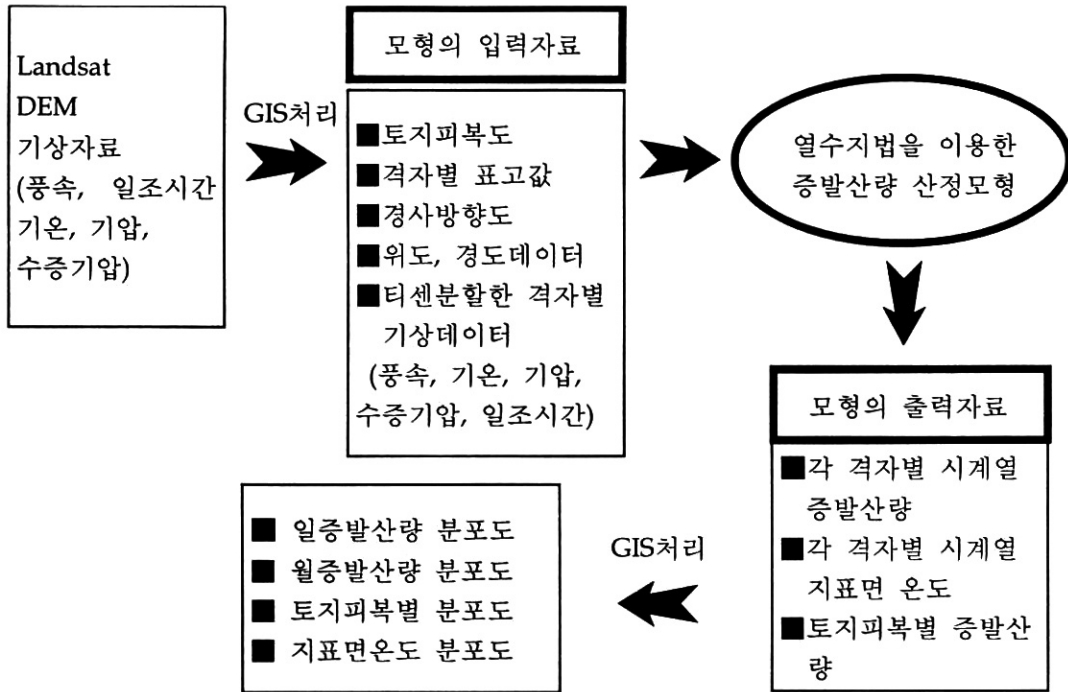 Landsat
DEM
기상자료
(풍속, 일조시간
기온, 기압,
수증기압)
GIS처리
모형의 입력자료
■토지피복도
■격자별 표고값
■경사방향도
■위도, 경도데이터
■티센분할한 격자별
기상데이터
(풍속, 기온, 기압,
수증기압, 일조시간)
열수지법을 이용한
증발산량 산정모형
모형의 출력자료
■각 격자별 시계열
증발산량
■각 격자별 시계열
지표면 온도
■토지피복별 증발산
량
GIS처리
■ 일증발산량 분포도
■ 월증발산량 분포도
■ 토지피복별 분포도
■ 지표면온도 분포도